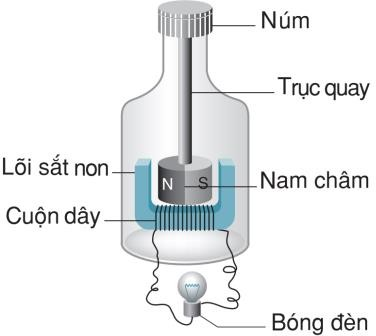 Núm
Trục quay
Lõi sắt non
N
S
Nam châm
Cuộn dây
Bóng đèn